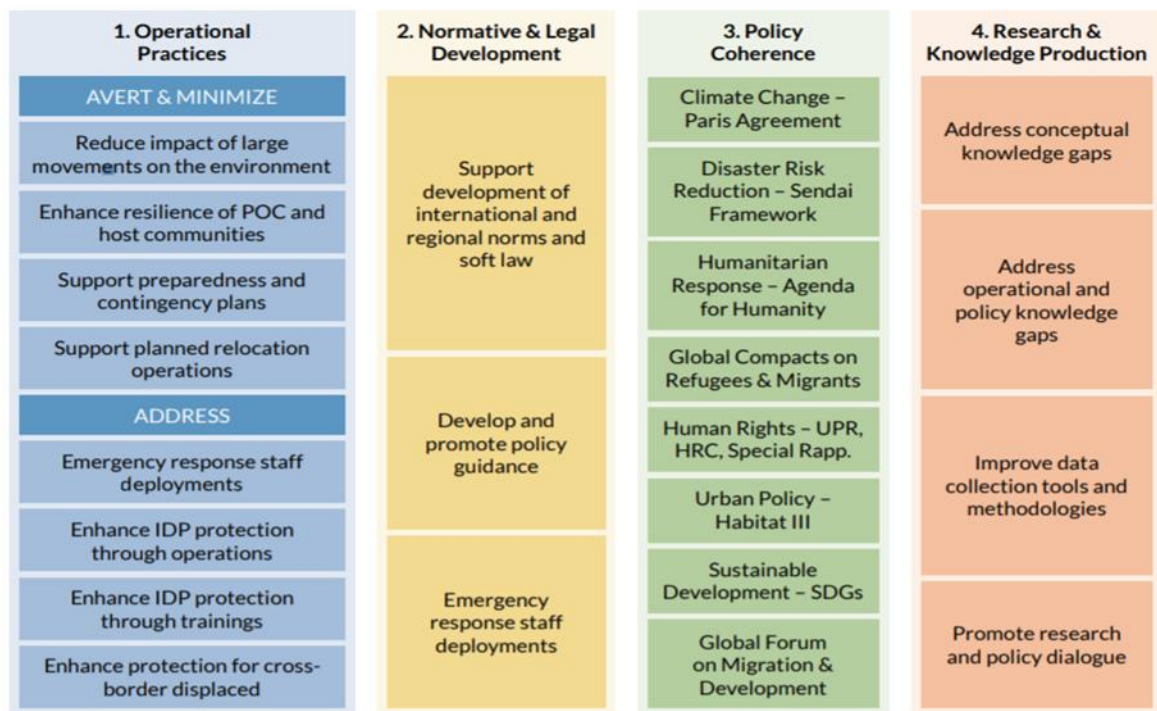 1. Operational
Practices
AVERT & MINIMIZE
Reduce impact of large
movements on the environment
Enhance resilience of POC and
host communities
Support preparedness and
contingency plans
Support planned relocation
operations
ADDRESS
Emergency response staff
deployments
Enhance IDP protection
through operations
Enhance IDP protection
through trainings
Enhance protection for cross-
border displaced
2. Normative & Legal
Development
Support
development of
international and
regional norms and
soft law
Develop and
promote policy
guidance
Emergency
response staff
deployments
3. Policy
Coherence
Climate Change –
Paris Agreement
Disaster Risk
Reduction – Sendai
Framework
Humanitarian
Response – Agenda
for Humanity
Global Compacts on
Refugees & Migrants
Human Rights – UPR,
HRC, Special Rapp.
Urban Policy –
Habitat III
Sustainable
Development – SDGs
Global Forum
on Migration &
Development
4. Research &
Knowledge Production
Address conceptual
knowledge gaps
Address
operational and
policy knowledge
gaps
Improve data
collection tools and
methodologies
Promote research
and policy dialogue